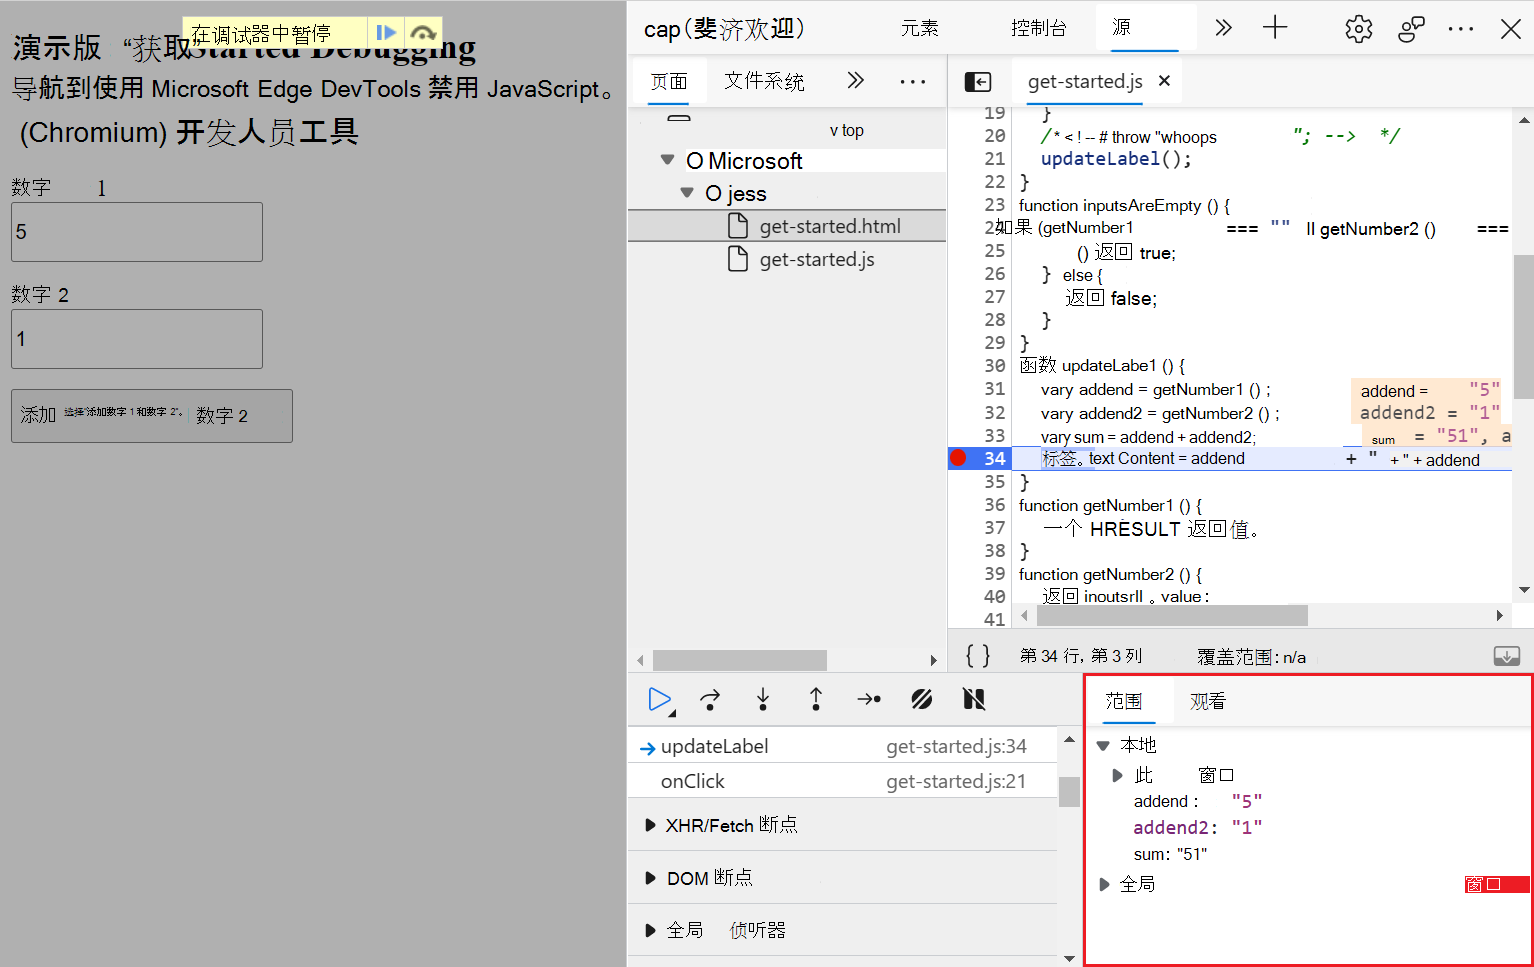 在调试器中暂停
演示版 “获取” Started Debugging
导航到使用 Microsoft Edge DevTools 禁用 JavaScript。
(Chromium) 开发人员工具
数字 1
5
数字 2
1
添加 选择"添加数字 1 和数字 2"。 数字 2
cap(斐济欢迎) 元素 控制台 源
页面 文件系统
v top
O Microsoft
O jess
get-started.html
get-started.js
get-started.js
19 }
20 /* < ! -- # throw "whoops "; --> */
21 updateLabel();
22 }
23 function inputsAreEmpty () {
24 如果 (getNumber1 === "" II getNumber2 () ===
25 () 返回 true;
26 } else {
27 返回 false;
28 }
29 }
30 函数 updateLabe1 () {
31 vary addend = getNumber1 () ; addend = "5"
32 vary addend2 = getNumber2 () ; addend2 = "1"
33 vary sum = addend + addend2; sum = "51", a
34 标签。text Content = addend + " + " + addend
35 }
36 function getNumber1 () {
37 一个 HRESULT 返回值。
38 }
39 function getNumber2 () {
40 返回 inoutsrII 。value :
41
{ } 第 34 行, 第 3 列 覆盖范围: n/a
updateLabel get-started.js:34
onClick get-started.js:21
XHR/Fetch 断点
DOM 断点
全局 侦听器
范围 观看
本地
此 窗口
addend : "5"
addend2: "1"
sum: "51"
全局 窗口